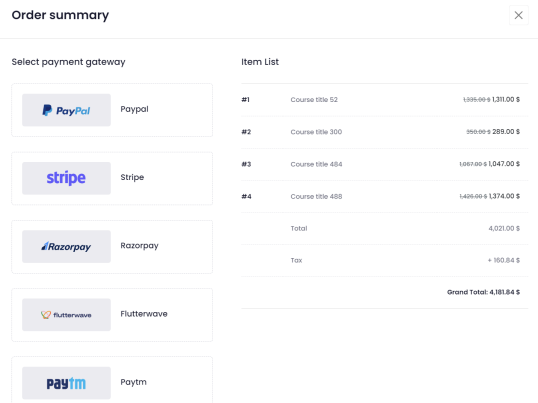 Order summary
Select payment gateway
PayPal Paypal
stripe Stripe
Razorpay Razorpay
flutterwave Flutterwave
paytm Paytm
Item List
#1 Course title 52 1,335.00 $ 1,311.00 $
#2 Course title 300 350.00 $ 289.00 $
#3 Course title 484 1,067.00 $ 1,047.00 $
#4 Course title 488 1,426.00 $ 1,374.00 $
Total 4,021.00 $
Tax + 160.84 $
Grand Total: 4,181.84 $